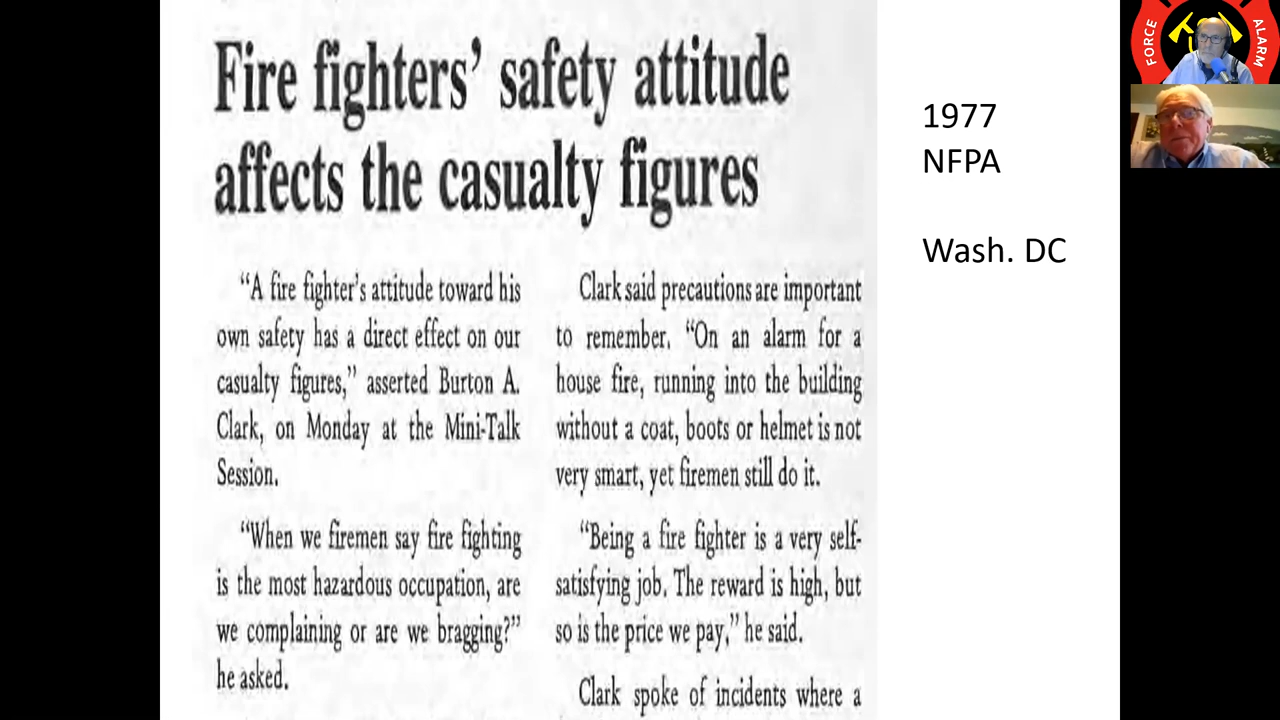 Fire fighters’ safety attitude
affects the casualty figures
“A fire fighter’s attitude toward his
own safety has a direct effect on our
casualty figures,” asserted Burton A.
Clark, on Monday at the Mini-Talk
Session.
“When we firemen say fire fighting
is the most hazardous occupation, are
we complaining or are we bragging?”
he asked.
Clark said precautions are important
to remember. “On an alarm for a
house fire, running into the building
without a coat, boots or helmet is not
very smart, yet firemen still do it.
“Being a fire fighter is a very self-
satisfying job. The reward is high, but
so is the price we pay,” he said.
Clark spoke of incidents where a
1977
NFPA
Wash. DC
FORCE
ALARM